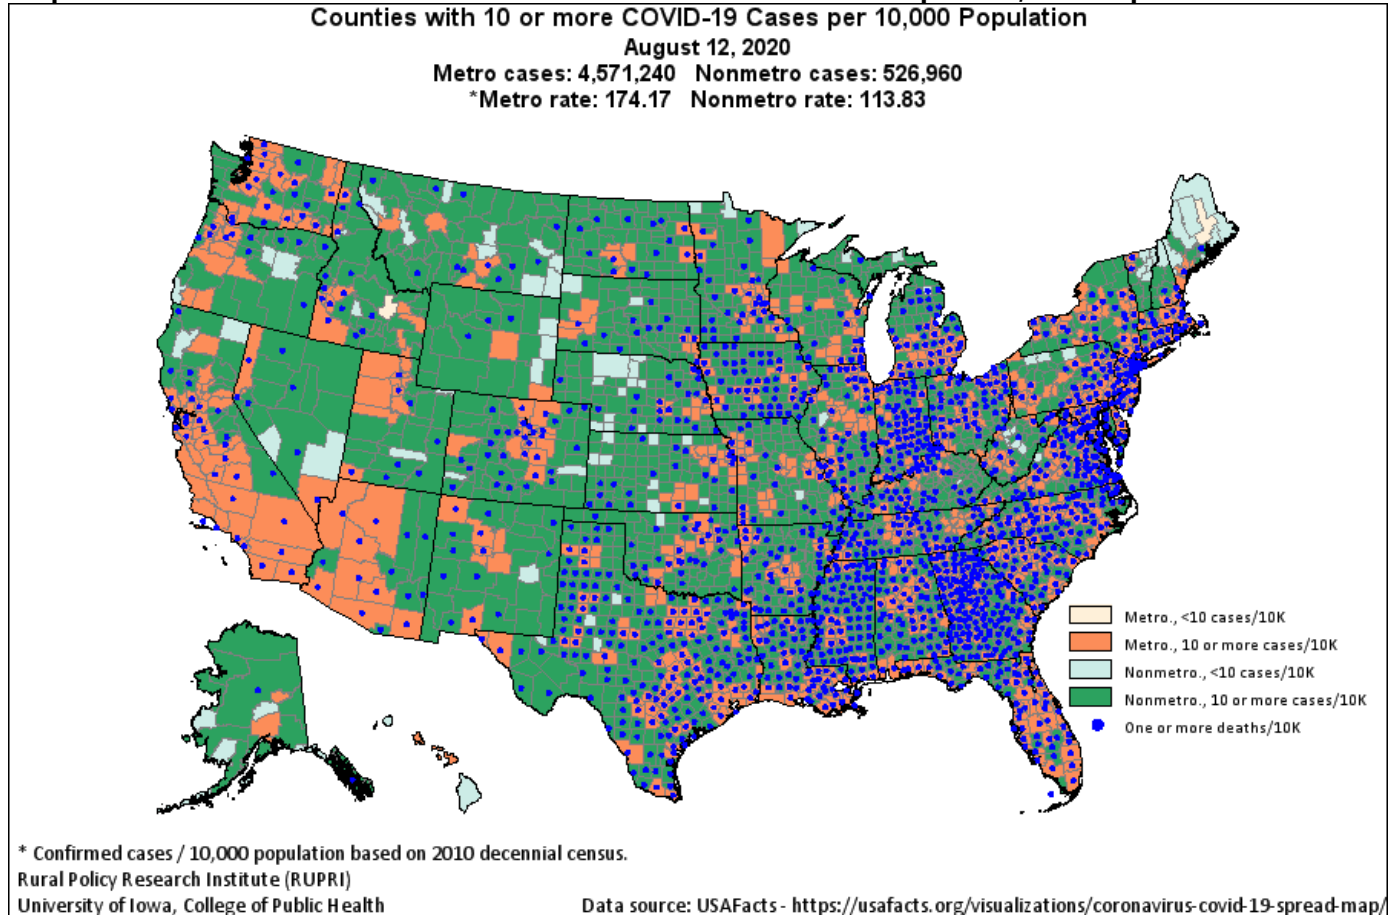 Counties with 10 or more COVID-19 Cases per 10,000 Population
August 12, 2020
Metro cases: 4,571,240 Nonmetro cases: 526,960
*Metro rate: 174.17 Nonmetro rate: 113.83
Metro., <10 cases/10K
Metro., 10 or more cases/10K
Nonmetro., <10 cases/10K
Nonmetro., 10 or more cases/10K
One or more deaths/10K
* Confirmed cases / 10,000 population based on 2010 decennial census.
Rural Policy Research Institute (RUPRI)
University of Iowa, College of Public Health
Data source: USAFacts - https://usafacts.org/visualizations/coronavirus-covid-19-spread-map/